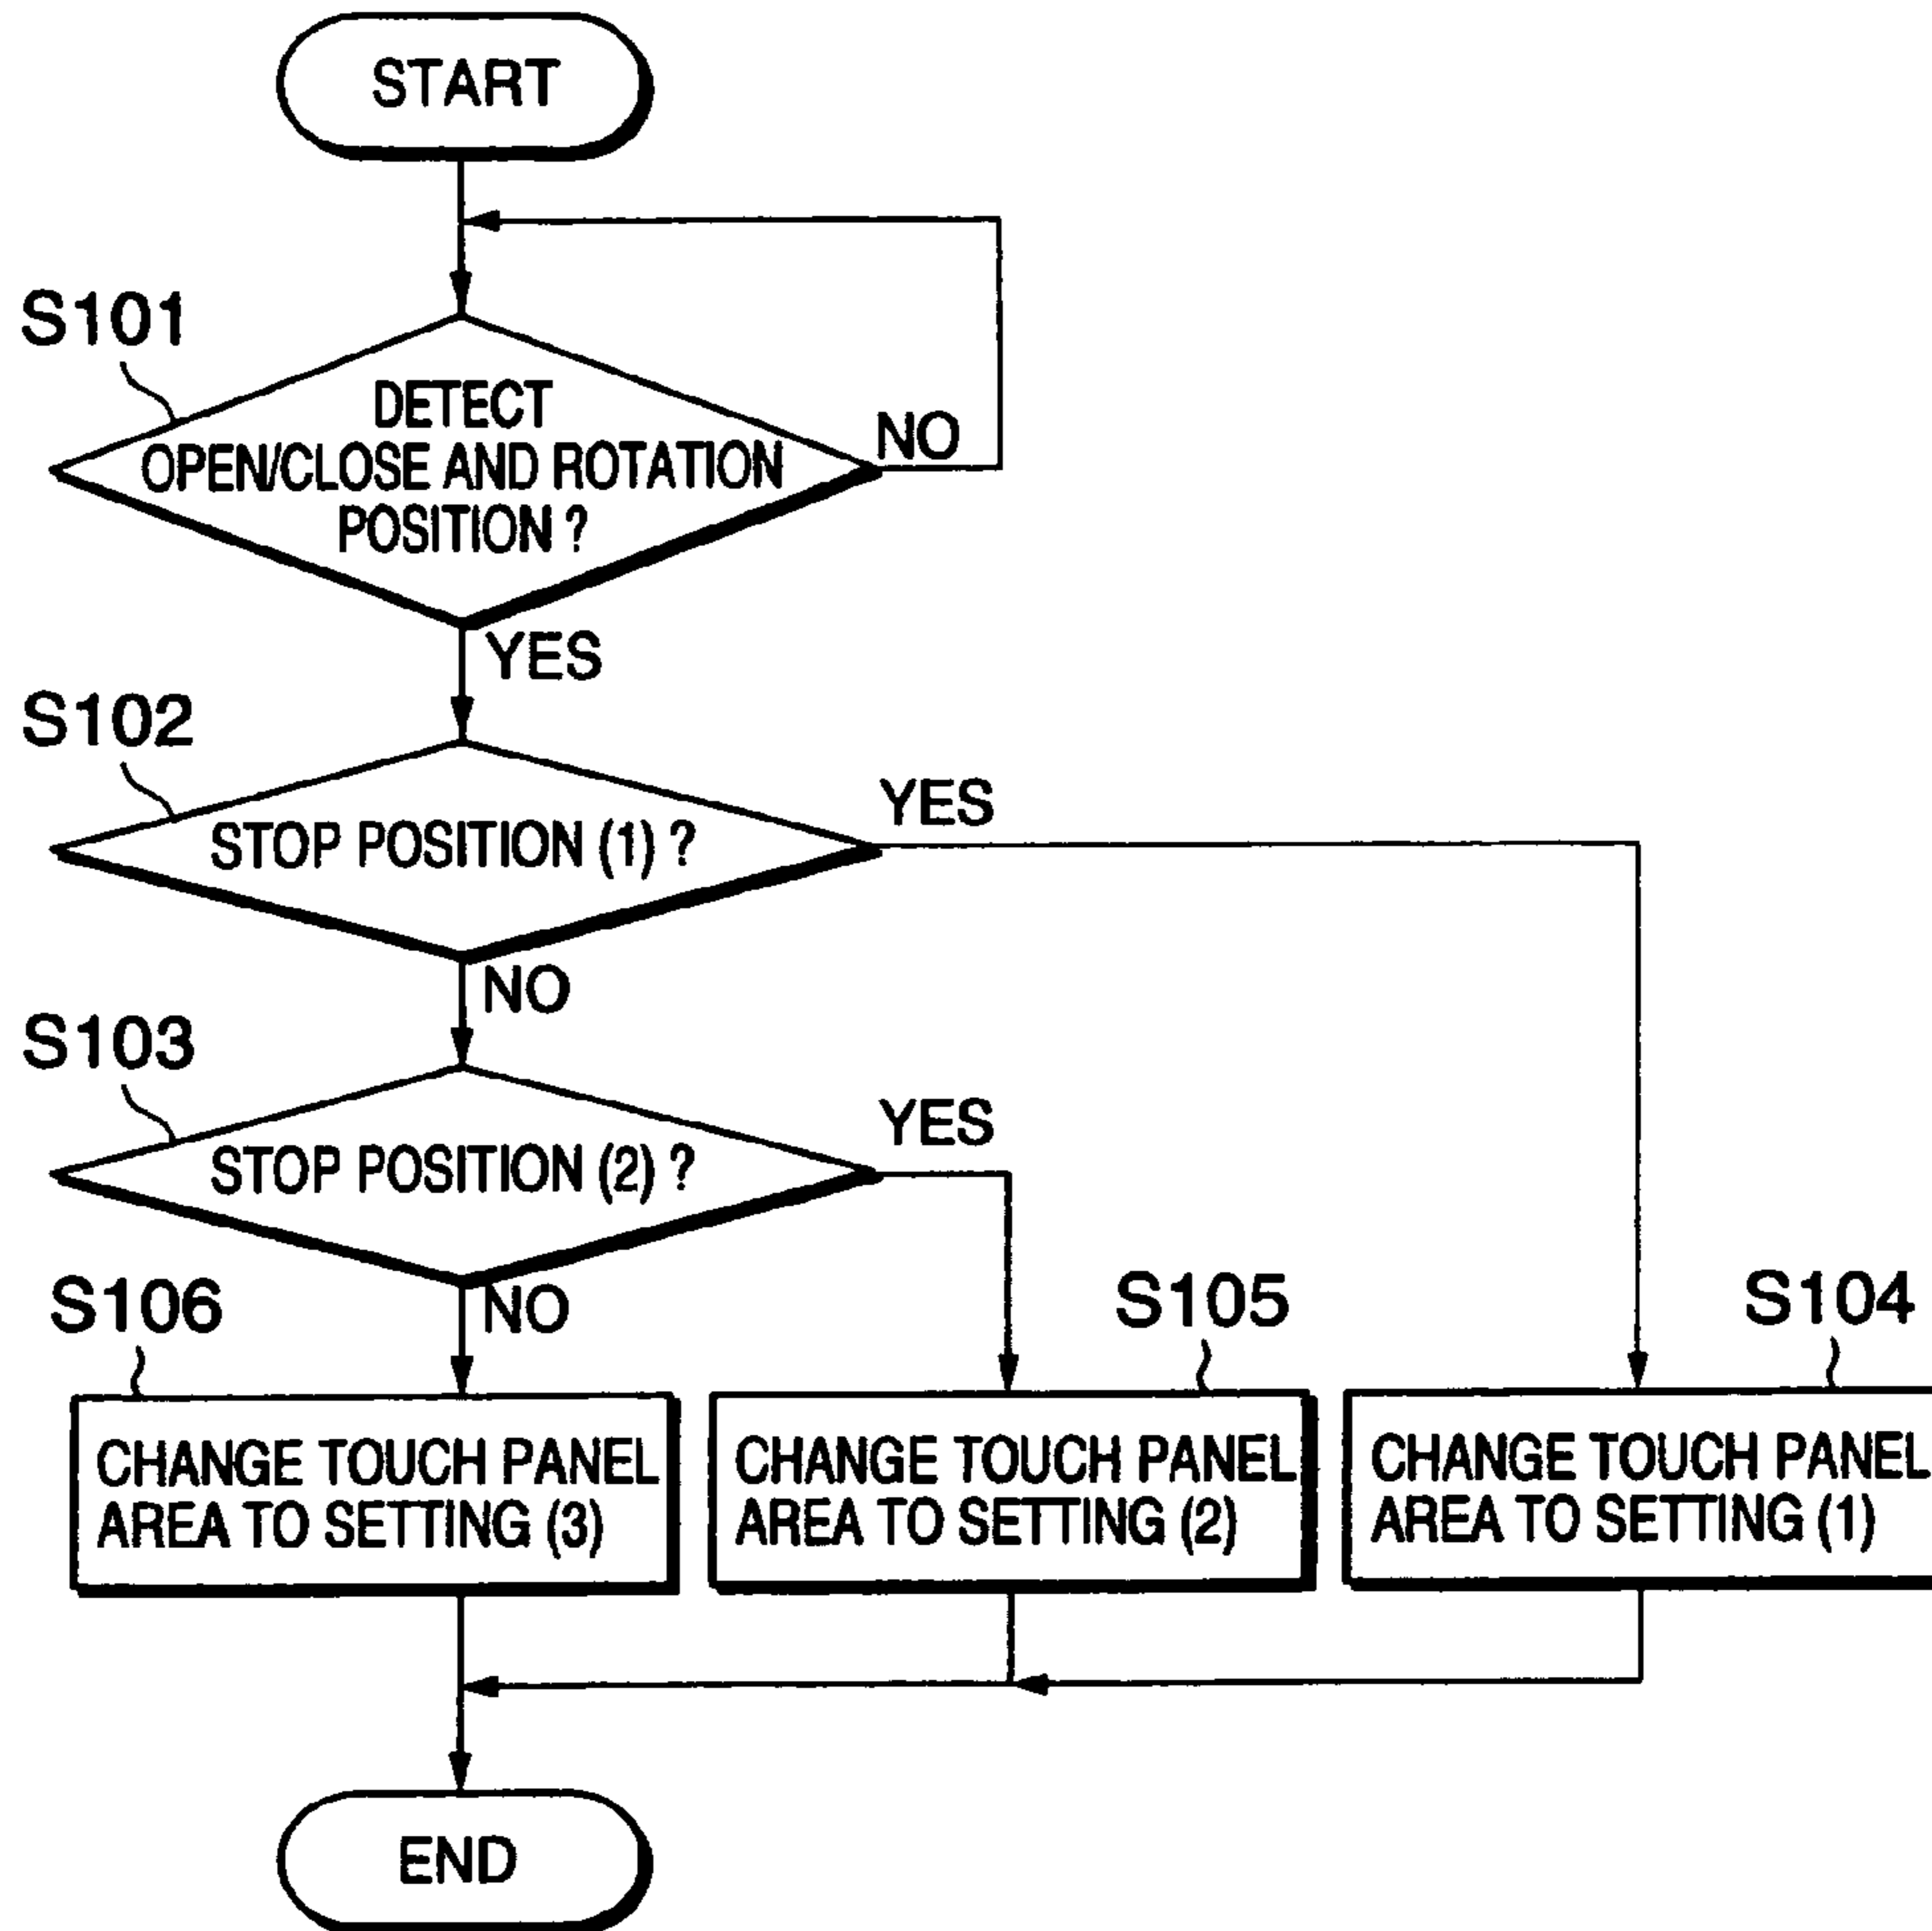 START
S101
DETECT
OPEN/CLOSE AND ROTATION
POSITION ?
NO
YES
S102
STOP POSITION (1) ?
YES
NO
S103
STOP POSITION (2) ?
YES
NO
S106
CHANGE TOUCH PANEL
AREA TO SETTING (3)
S105
CHANGE TOUCH PANEL
AREA TO SETTING (2)
S104
CHANGE TOUCH PANEL
AREA TO SETTING (1)
END